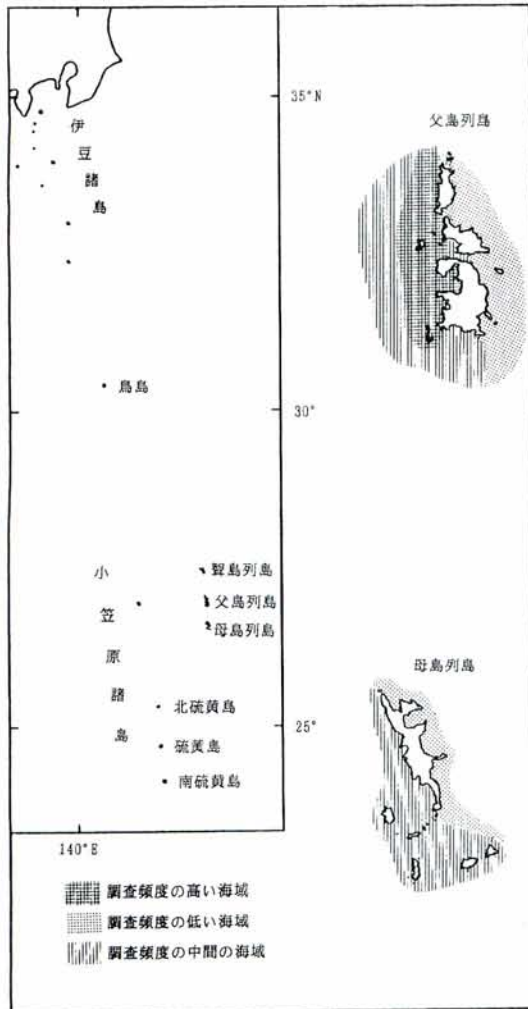 35°N
伊豆諸島
父島列島
鳥島
30°
小笠原諸島
聟島列島
父島列島
母島列島
母島列島
北硫黄島
25°
硫黄島
南硫黄島
140°E
調査頻度の高い海域
調査頻度の低い海域
調査頻度の中間の海域